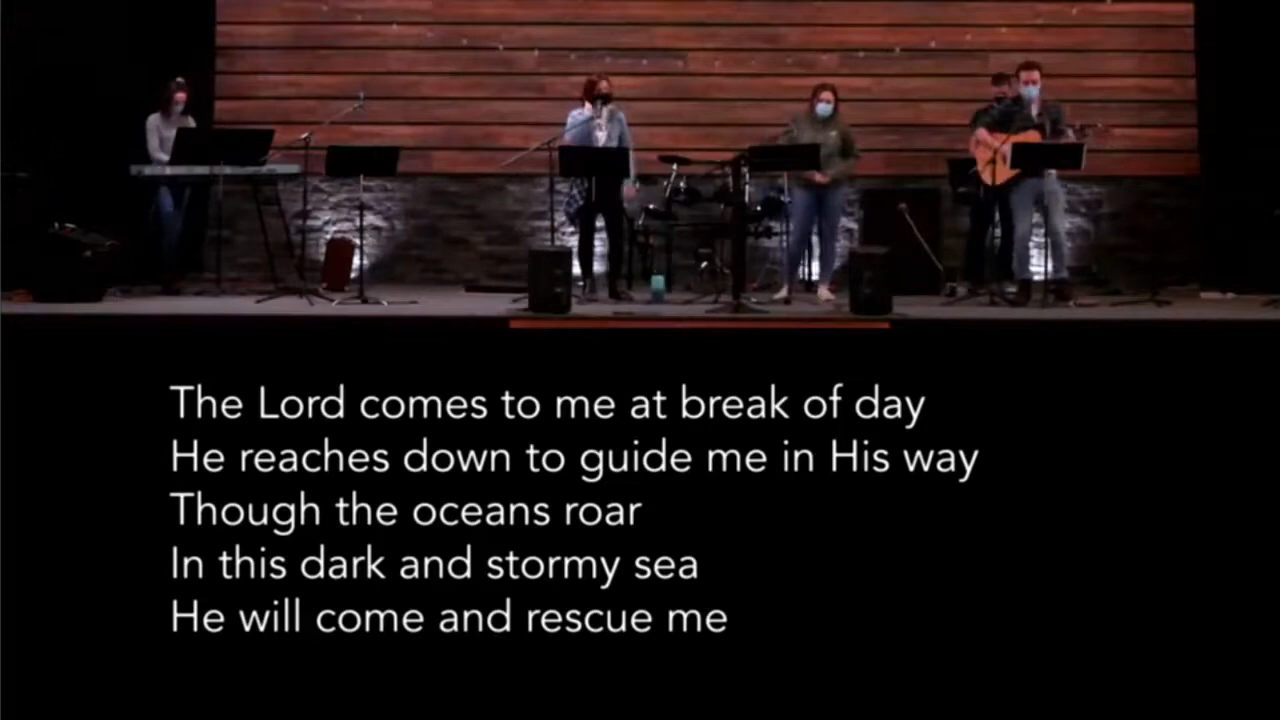 The Lord comes to me at break of day
He reaches down to guide me in His way
Though the oceans roar
In this dark and stormy sea
He will come and rescue me